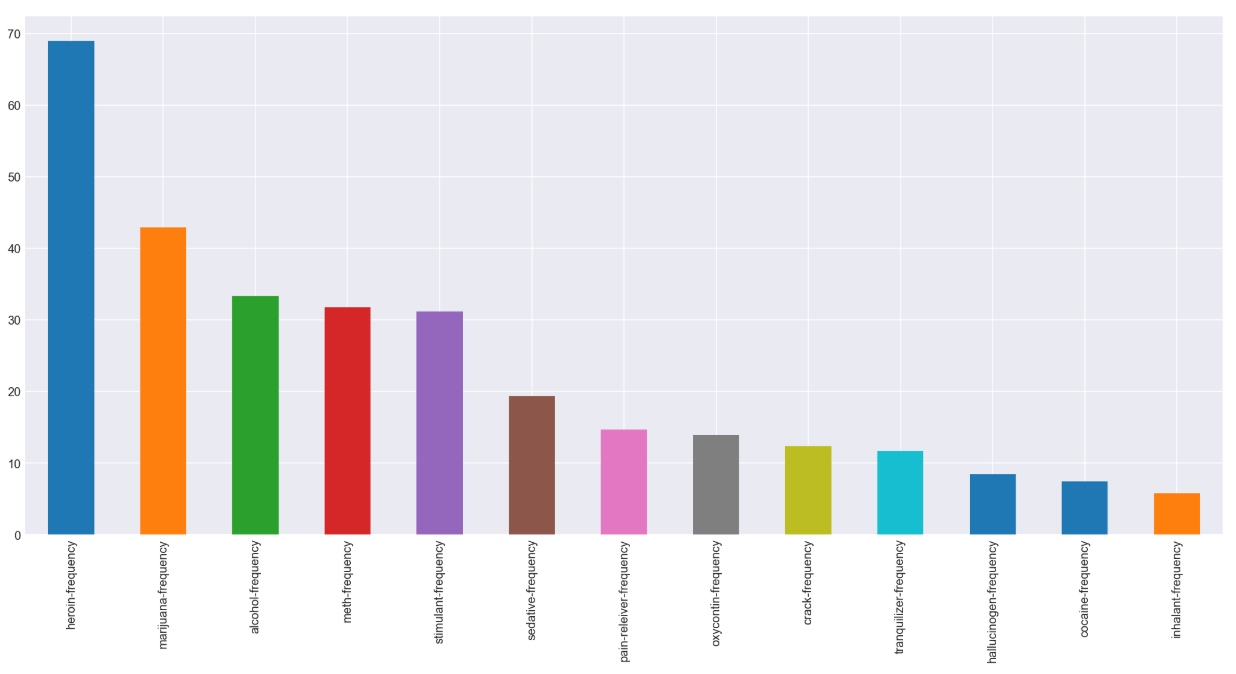 70
60
50
40
30
20
10
0
heroin-frequency
marijuana-frequency
alcohol-frequency
meth-frequency
stimulant-frequency
sedative-frequency
pain-releiver-frequency
oxycontin-frequency
crack-frequency
tranquilizer-frequency
hallucinogen-frequency
cocaine-frequency
inhalant-frequency